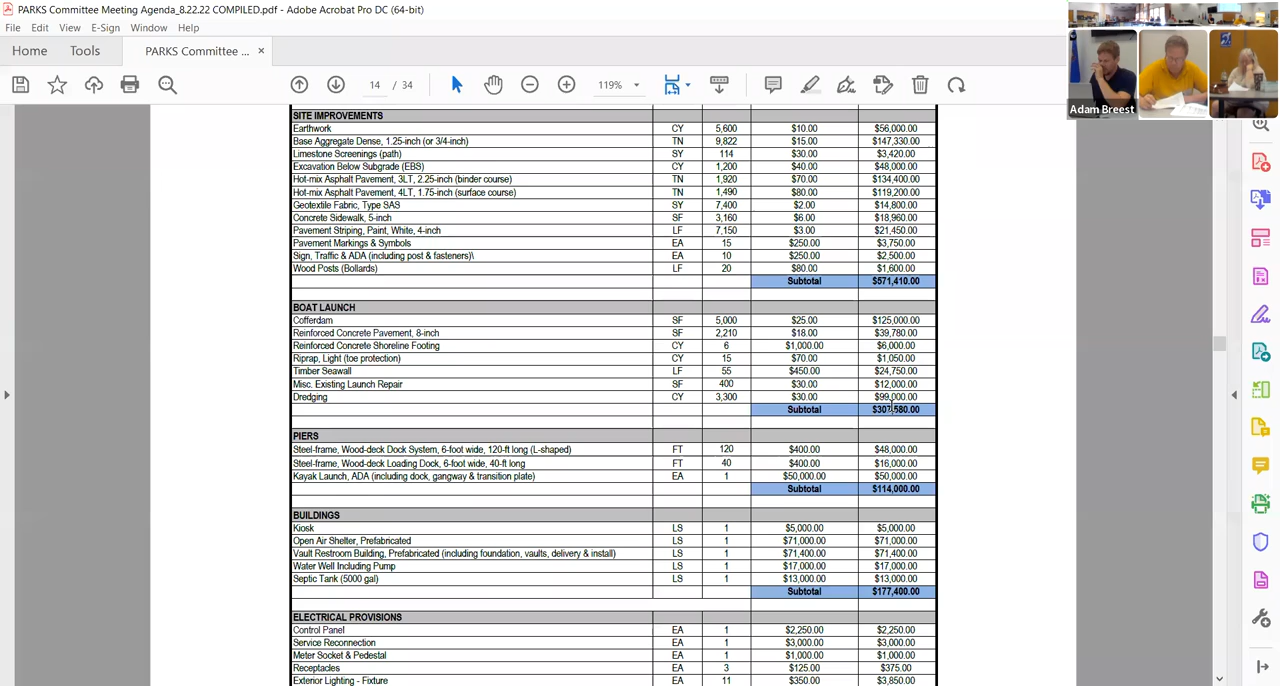 PARKS Committee Meeting Agenda_8.22.22 COMPILED.pdf - Adobe Acrobat Pro DC (64-bit)
File Edit View E-Sign Window Help
Home Tools PARKS Committee ... ×
14 / 34 119%
Adam Breest
SITE IMPROVEMENTS
Earthwork CY 5,600 $10.00 $56,000.00
Base Aggregate Dense, 1.25-inch (or 3/4-inch) TN 9,822 $15.00 $147,330.00
Limestone Screenings (path) SY 114 $30.00 $3,420.00
Excavation Below Subgrade (EBS) CY 1,200 $40.00 $48,000.00
Hot-mix Asphalt Pavement, 3LT, 2.25-inch (binder course) TN 1,920 $70.00 $134,400.00
Hot-mix Asphalt Pavement, 4LT, 1.75-inch (surface course) TN 1,490 $80.00 $119,200.00
Geotextile Fabric, Type SAS SY 7,400 $2.00 $14,800.00
Concrete Sidewalk, 5-inch SF 3,160 $6.00 $18,960.00
Pavement Striping, Paint, White, 4-inch LF 7,150 $3.00 $21,450.00
Pavement Markings & Symbols EA 15 $250.00 $3,750.00
Sign, Traffic & ADA (including post & fasteners)\ EA 10 $250.00 $2,500.00
Wood Posts (Bollards) LF 20 $80.00 $1,600.00
Subtotal $571,410.00
BOAT LAUNCH
Cofferdam SF 5,000 $25.00 $125,000.00
Reinforced Concrete Pavement, 8-inch SF 2,210 $18.00 $39,780.00
Reinforced Concrete Shoreline Footing CY 6 $1,000.00 $6,000.00
Riprap, Light (toe protection) CY 15 $70.00 $1,050.00
Timber Seawall LF 55 $450.00 $24,750.00
Misc. Existing Launch Repair SF 400 $30.00 $12,000.00
Dredging CY 3,300 $30.00 $99,000.00
Subtotal $307,580.00
PIERS
Steel-frame, Wood-deck Dock System, 6-foot wide, 120-ft long (L-shaped) FT 120 $400.00 $48,000.00
Steel-frame, Wood-deck Loading Dock, 6-foot wide, 40-ft long FT 40 $400.00 $16,000.00
Kayak Launch, ADA (including dock, gangway & transition plate) EA 1 $50,000.00 $50,000.00
Subtotal $114,000.00
BUILDINGS
Kiosk LS 1 $5,000.00 $5,000.00
Open Air Shelter, Prefabricated LS 1 $71,000.00 $71,000.00
Vault Restroom Building, Prefabricated (including foundation, vaults, delivery & install) LS 1 $71,400.00 $71,400.00
Water Well Including Pump LS 1 $17,000.00 $17,000.00
Septic Tank (5000 gal) LS 1 $13,000.00 $13,000.00
Subtotal $177,400.00
ELECTRICAL PROVISIONS
Control Panel EA 1 $2,250.00 $2,250.00
Service Reconnection EA 1 $3,000.00 $3,000.00
Meter Socket & Pedestal EA 1 $1,000.00 $1,000.00
Receptacles EA 3 $125.00 $375.00
Exterior Lighting - Fixture EA 11 $350.00 $3,850.00